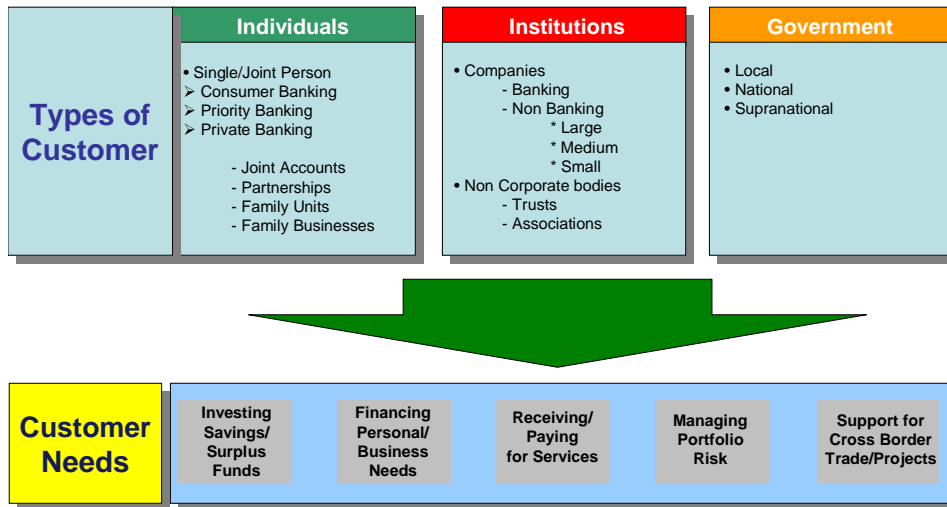 Types of
Customer
Individuals
• Single/Joint Person
➢ Consumer Banking
➢ Priority Banking
➢ Private Banking
- Joint Accounts
- Partnerships
- Family Units
- Family Businesses
Institutions
• Companies
- Banking
- Non Banking
* Large
* Medium
* Small
• Non Corporate bodies
- Trusts
- Associations
Government
• Local
• National
• Supranational
Customer
Needs
Investing
Savings/
Surplus
Funds
Financing
Personal/
Business
Needs
Receiving/
Paying
for Services
Managing
Portfolio
Risk
Support for
Cross Border
Trade/Projects